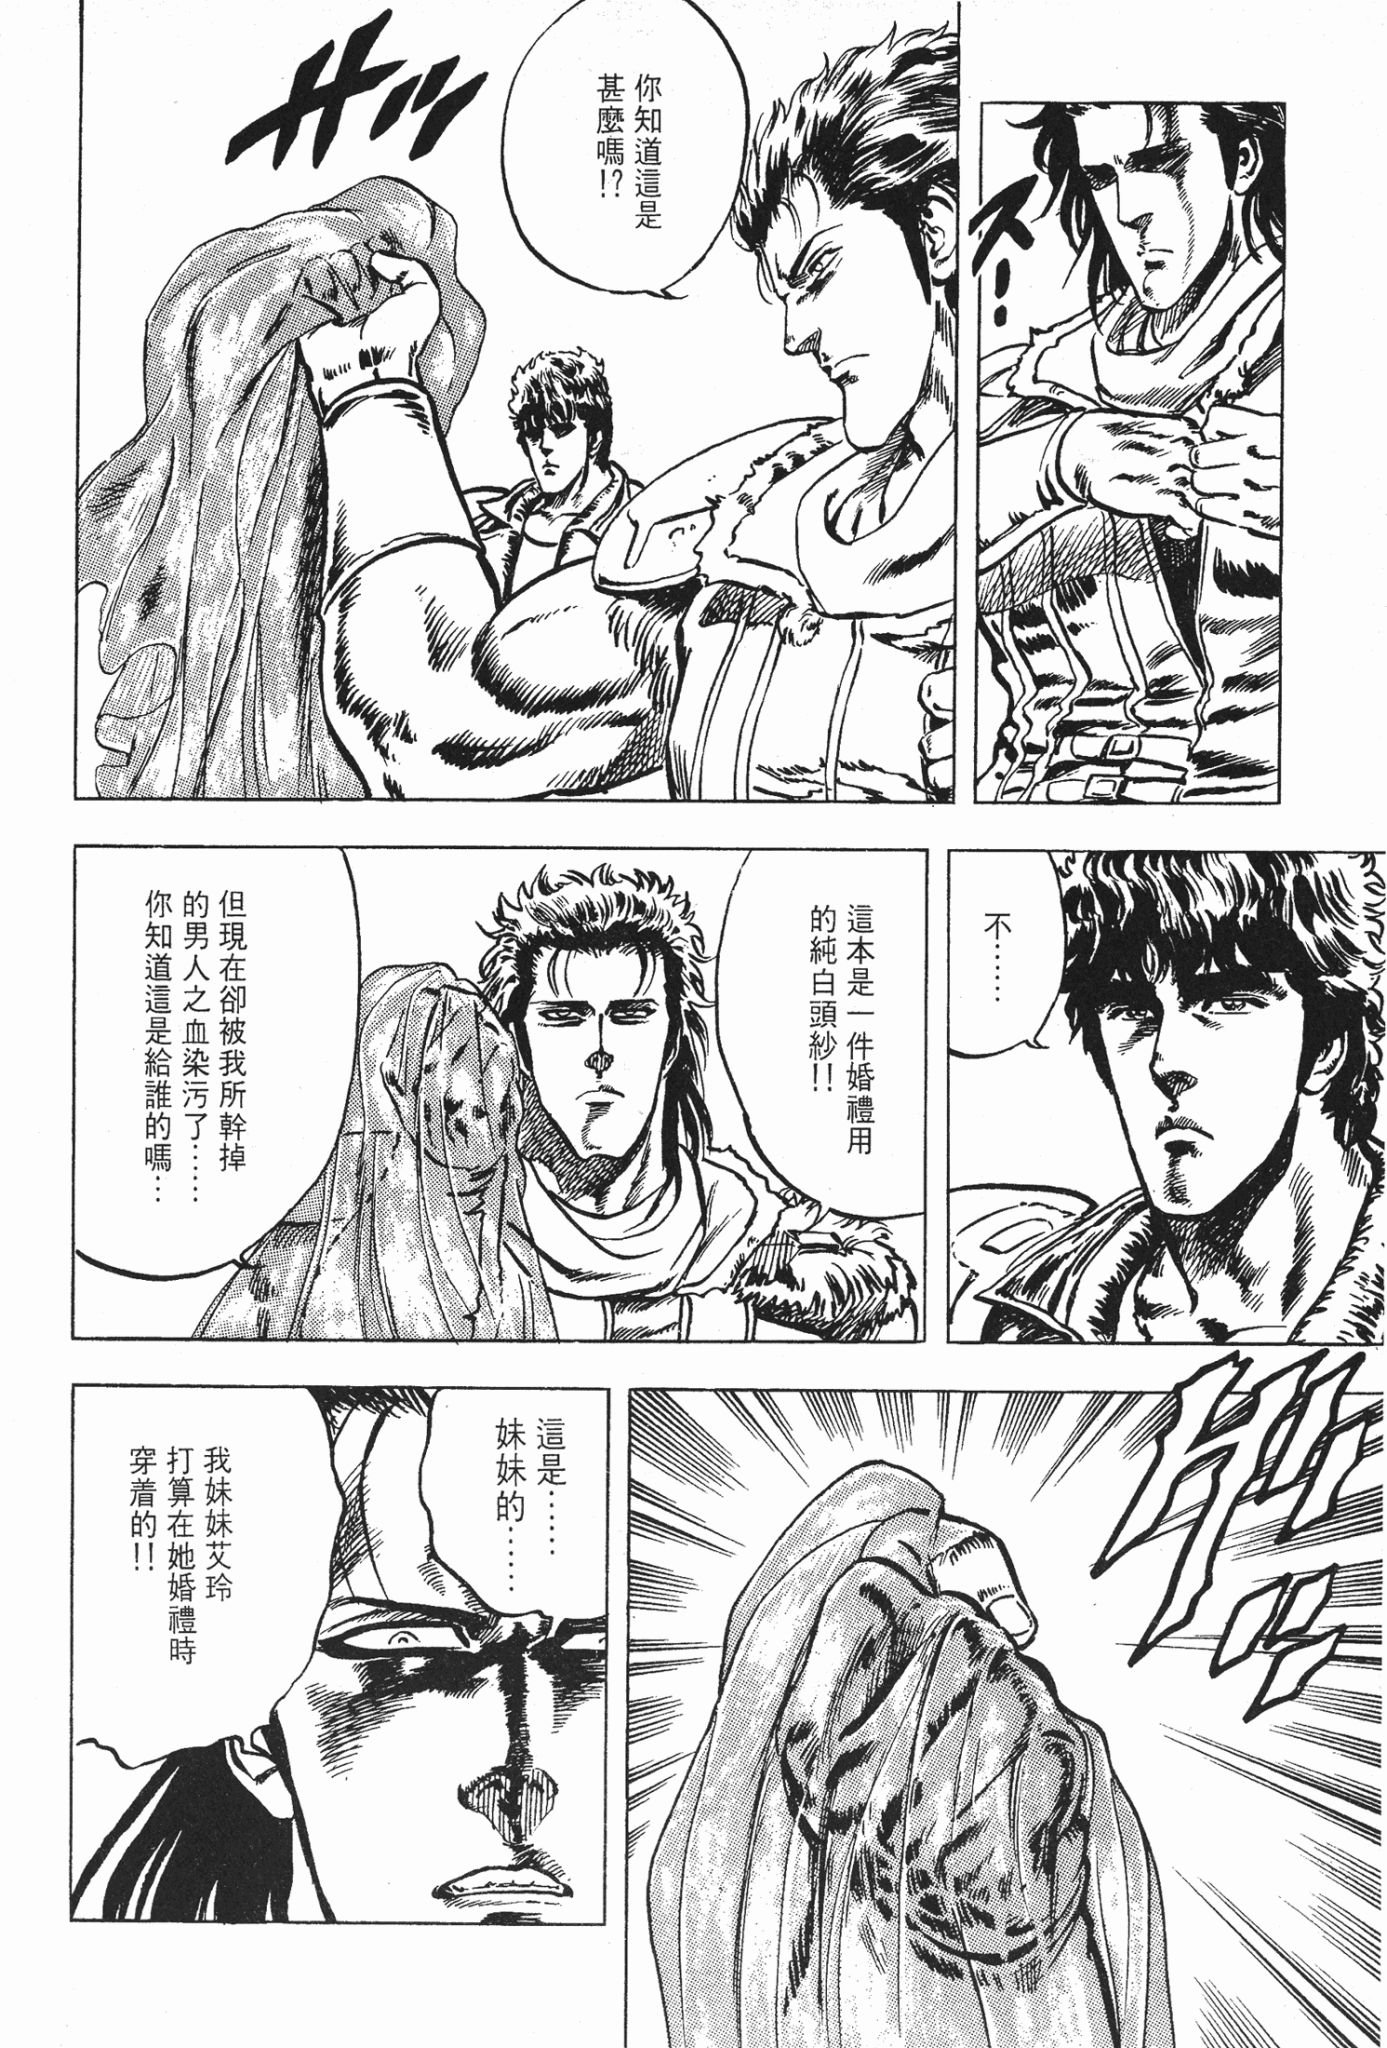 ス！
バッ
你知道這是
甚麼嗎!?
不……
這本是一件婚禮用
的純白頭紗!!
但現在卻被我所幹掉
的男人之血染污了……
你知道這是給誰的嗎…
這是……
妹妹的……
我妹妹艾玲
打算在她婚禮時
穿着的!!